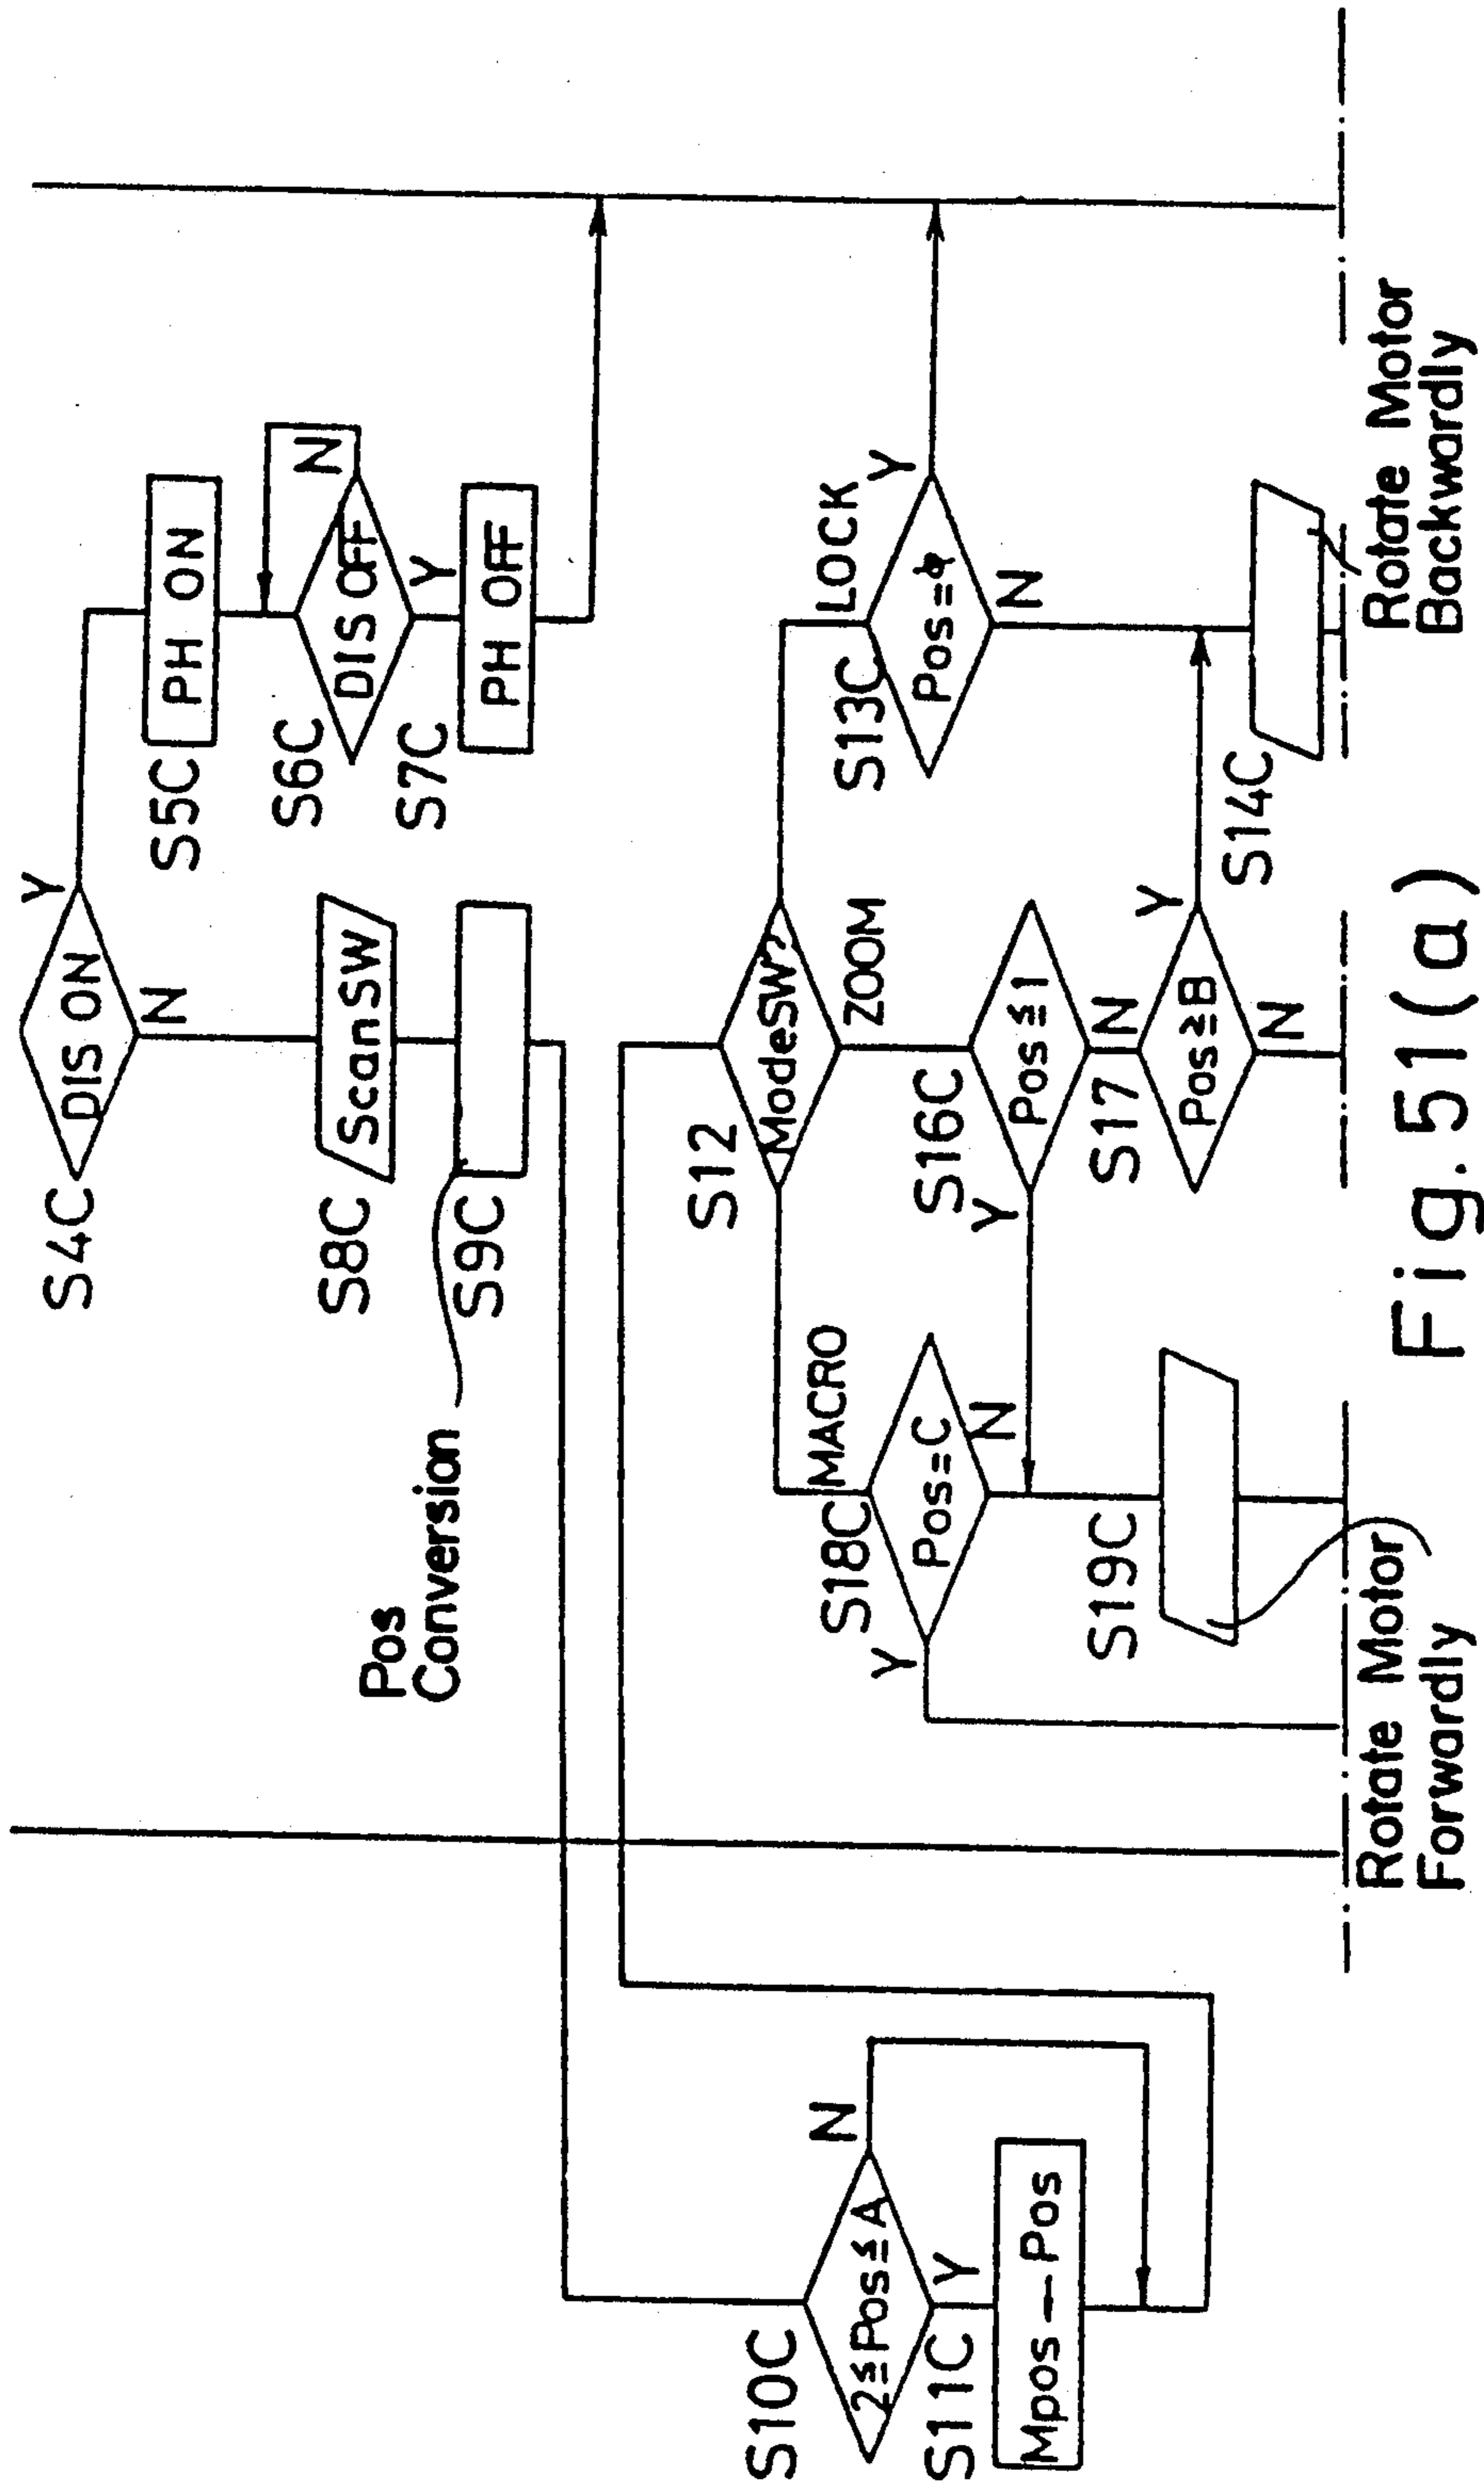 S4C
DIS ON
Y
N
S5C
PH ON
S6C
DIS OFF
N
Y
S7C
PH OFF
S8C
ScanSW
S9C
Pos
Conversion
S10C
2≦Pos≦A
N
Y
S11C
Mpos—Pos
S12
ModeSW?
MACRO
ZOOM
LOCK
S13C
Pos=φ
Y
N
S14C
S16C
Pos≦1
Y
N
S17
Pos≧B
Y
N
S18C
Pos=C
Y
N
S19C
Rotate Motor
Forwardly
Rotate Motor
Backwardly
Fig.51(a)